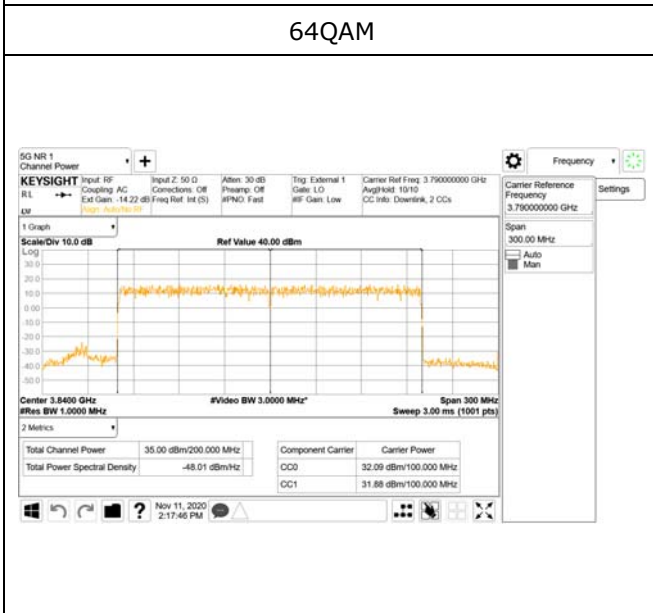 64QAM
5G NR 1
Channel Power
+
Frequency
KEYSIGHT Input: RF Input Z: 50 Ω Atten: 30 dB Trig: External 1 Carrier Ref Freq: 3.790000000 GHz
RL Coupling: AC Corrections: Off Preamp: Off Gate: LO Avg|Hold: 10/10
Ext Gain: -14.22 dB Freq Ref: Int (S) #PNO: Fast #IF Gain: Low CC Info: Downlink, 2 CCs
Align: Auto/No RF
Carrier Reference
Frequency
3.790000000 GHz
Settings
Span
300.00 MHz
Auto
Man
1 Graph
Scale/Div 10.0 dB Ref Value 40.00 dBm
Log
30.0
20.0
10.0
0.00
-10.0
-20.0
-30.0
-40.0
-50.0
Center 3.8400 GHz #Video BW 3.0000 MHz* Span 300 MHz
#Res BW 1.0000 MHz Sweep 3.00 ms (1001 pts)
2 Metrics
Total Channel Power 35.00 dBm/200.000 MHz Component Carrier Carrier Power
Total Power Spectral Density -48.01 dBm/Hz CC0 32.09 dBm/100.000 MHz
CC1 31.88 dBm/100.000 MHz
? Nov 11, 2020
2:17:46 PM